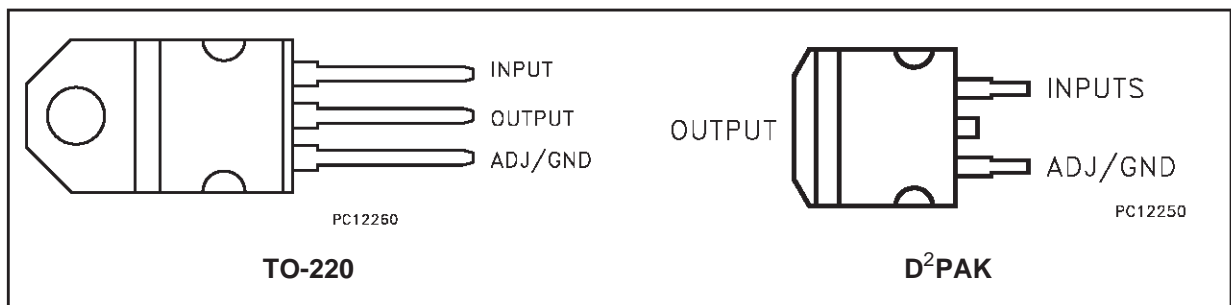 INPUT
OUTPUT
ADJ/GND
PC12260
TO-220
OUTPUT
INPUTS
ADJ/GND
PC12250
D²PAK